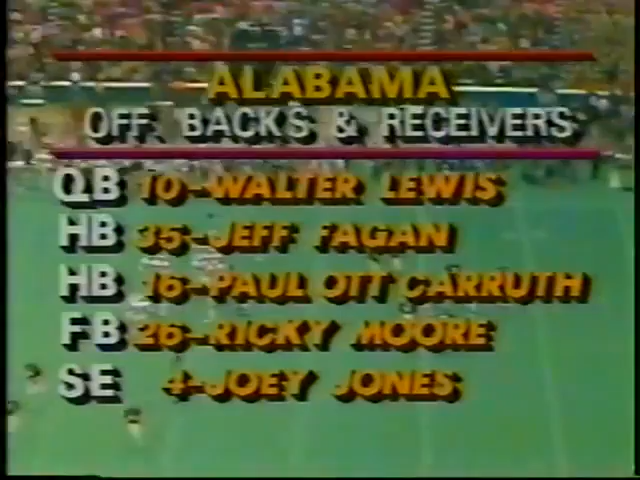 ALABAMA
OFF. BACKS & RECEIVERS
QB 10-WALTER LEWIS
HB 35-JEFF FAGAN
HB 16-PAUL OTT CARRUTH
FB 26-RICKY MOORE
SE 4-JOEY JONES